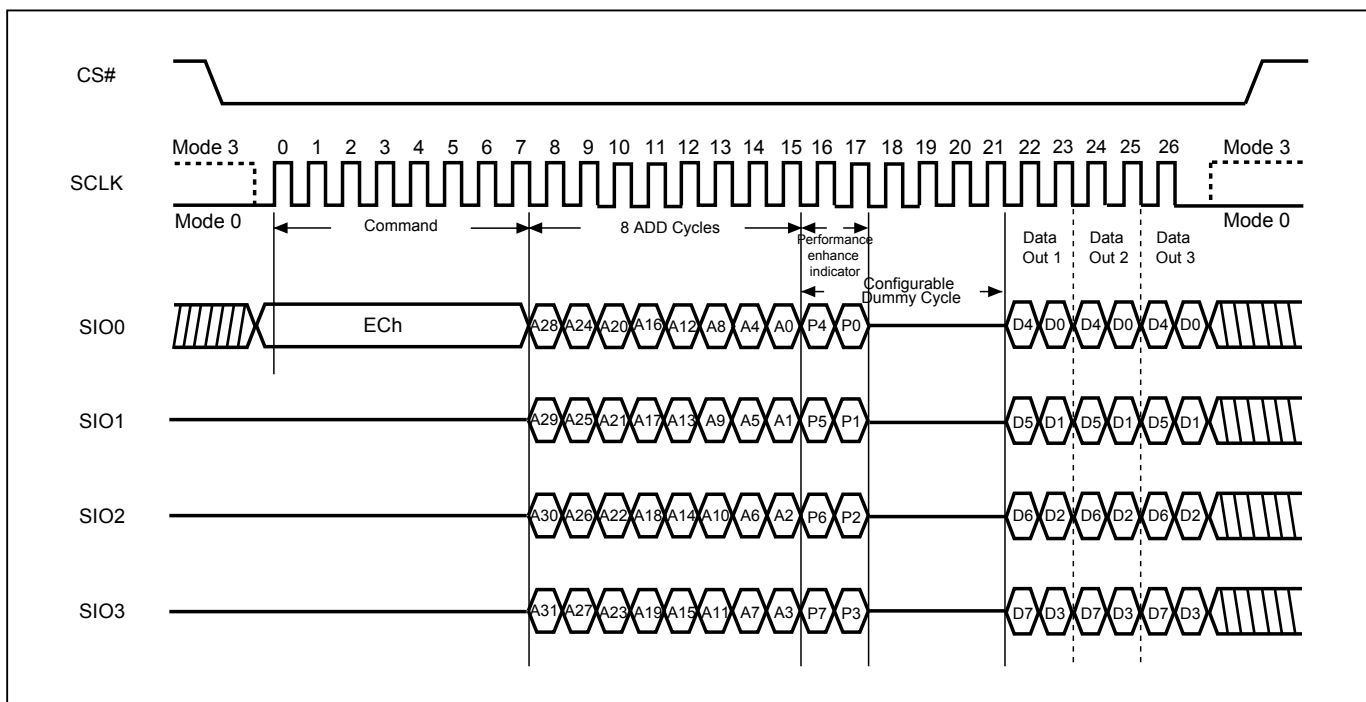 CS#
Mode 3 0 1 2 3 4 5 6 7 8 9 10 11 12 13 14 15 16 17 18 19 20 21 22 23 24 25 26 Mode 3
SCLK
Mode 0 Mode 0
Command 8 ADD Cycles
Performance
enhance
indicator
Data
Out 1
Data
Out 2
Data
Out 3
Configurable
Dummy Cycle
SIO0 ECh A28 A24 A20 A16 A12 A8 A4 A0 P4 P0 D4 D0 D4 D0 D4 D0
SIO1 A29 A25 A21 A17 A13 A9 A5 A1 P5 P1 D5 D1 D5 D1 D5 D1
SIO2 A30 A26 A22 A18 A14 A10 A6 A2 P6 P2 D6 D2 D6 D2 D6 D2
SIO3 A31 A27 A23 A19 A15 A11 A7 A3 P7 P3 D7 D3 D7 D3 D7 D3